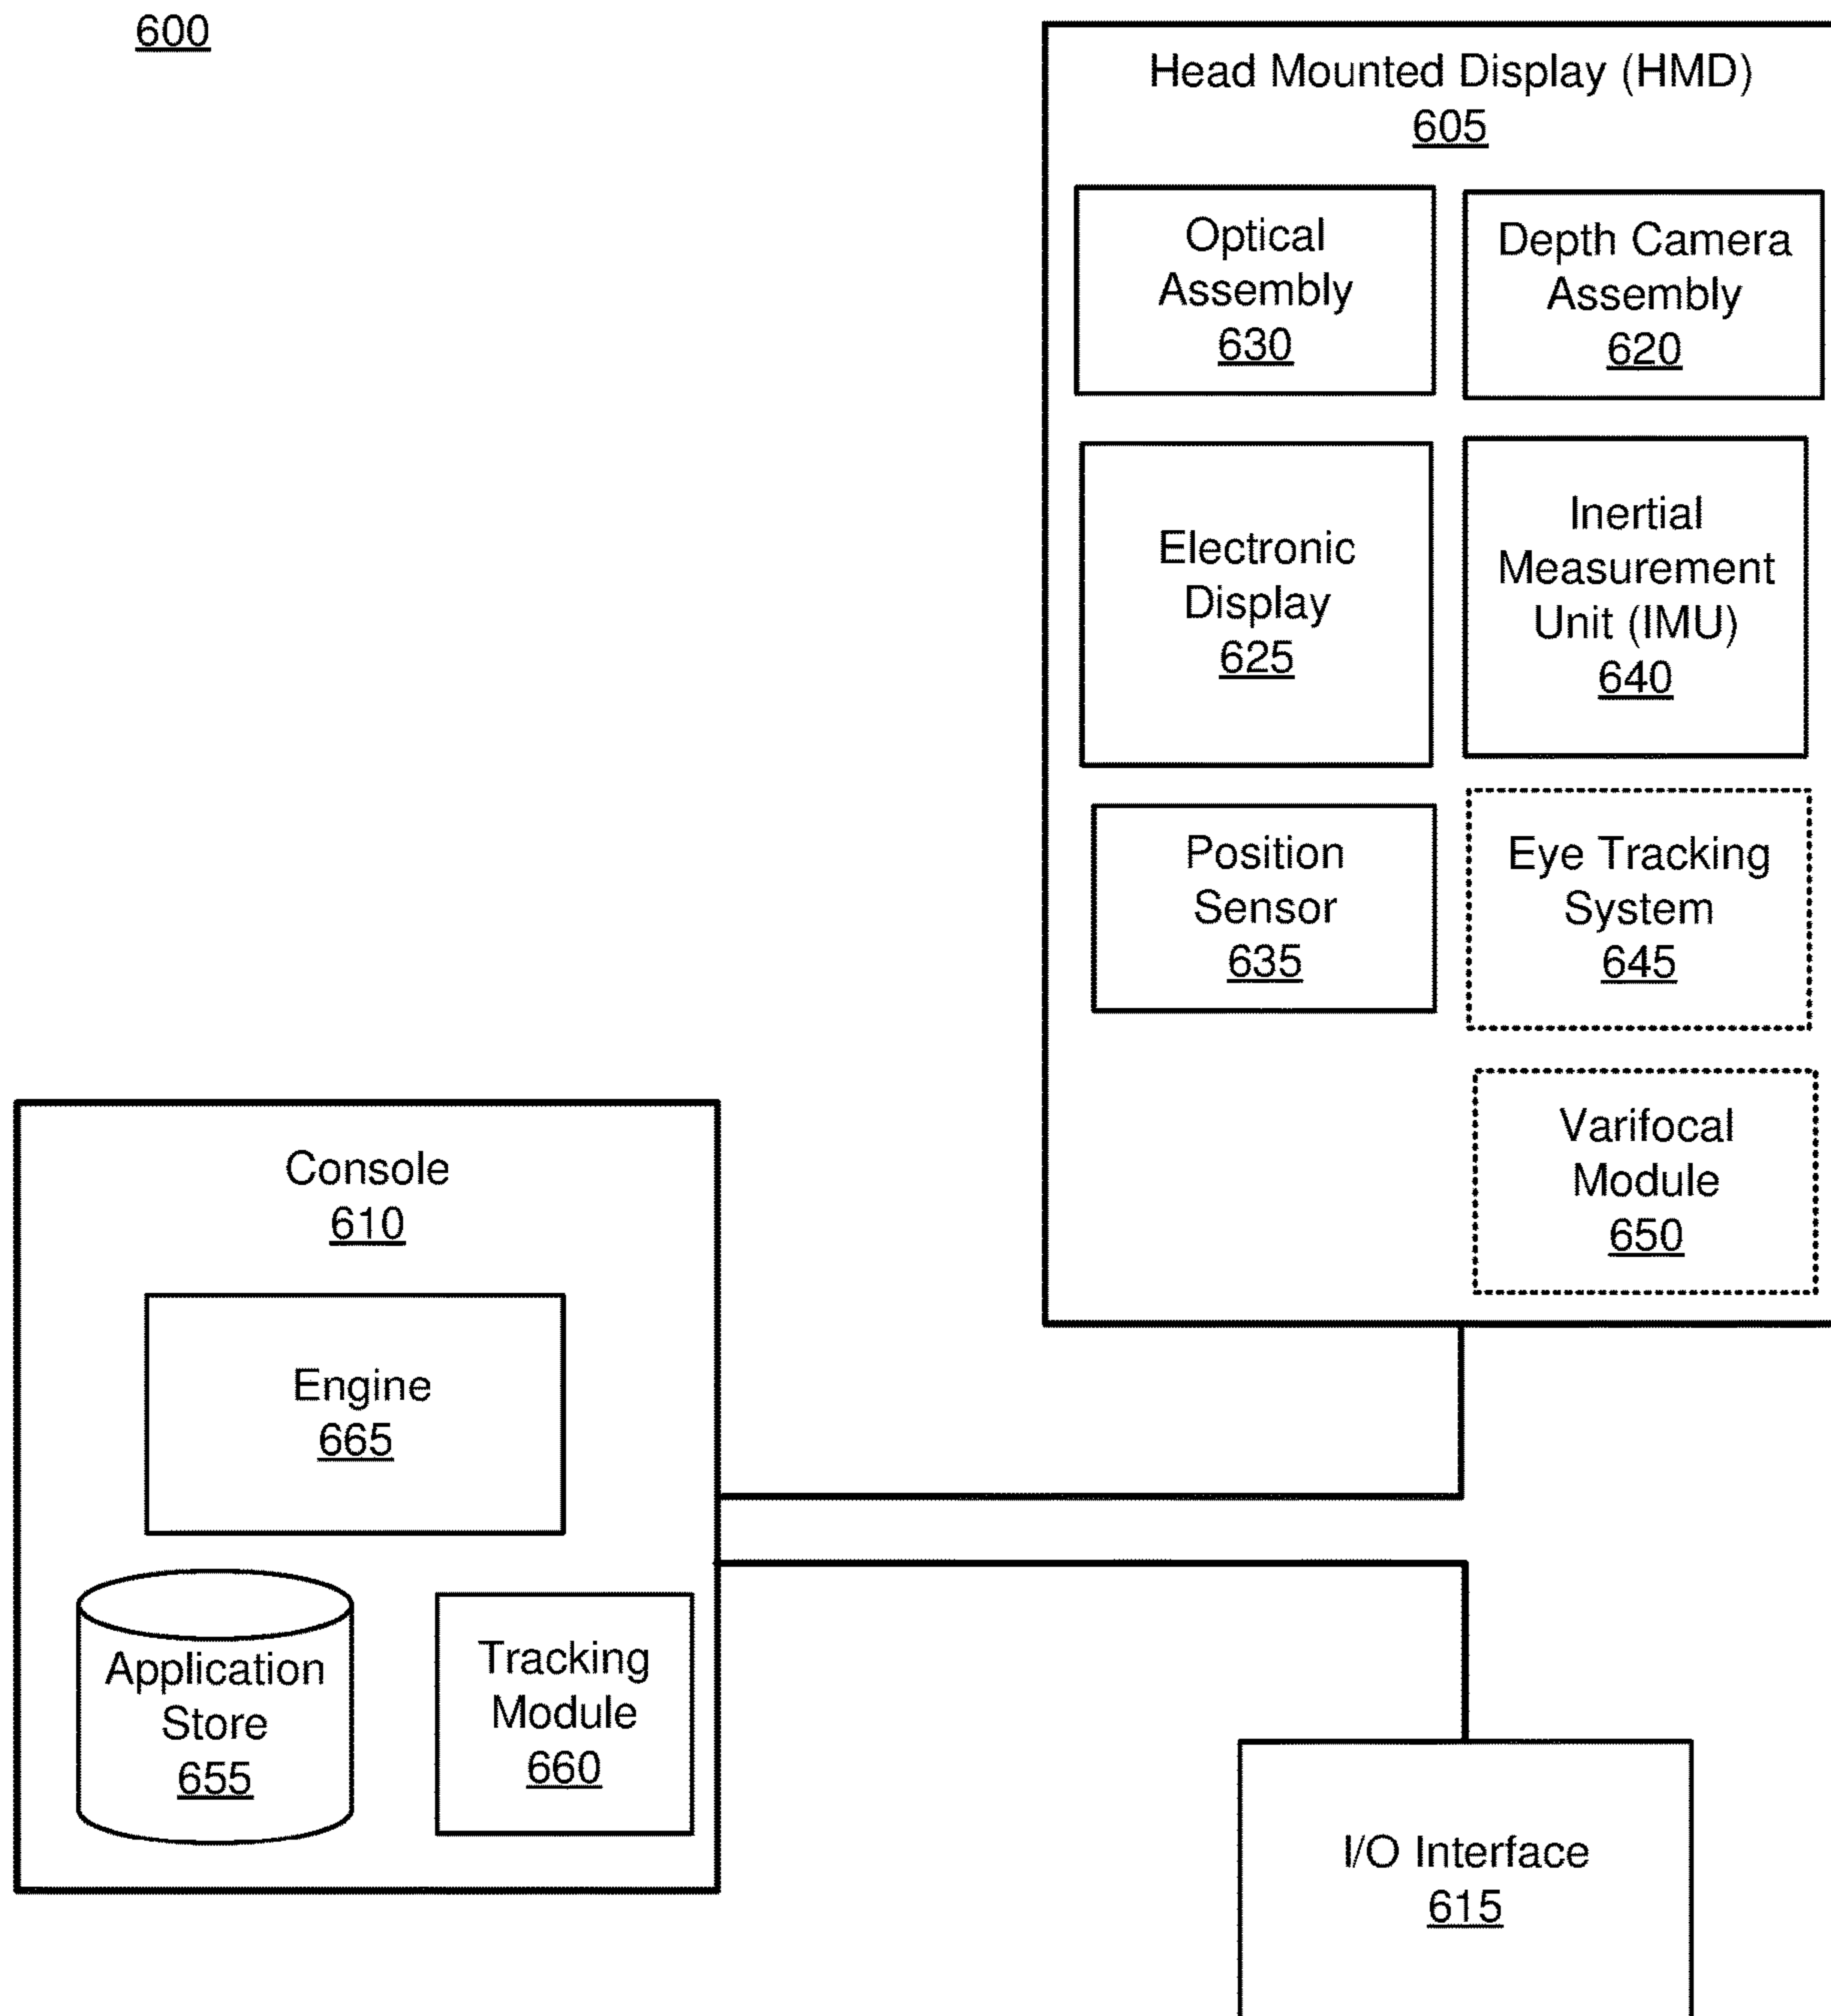 600
Head Mounted Display (HMD)
605
Optical
Assembly
630
Depth Camera
Assembly
620
Electronic
Display
625
Inertial
Measurement
Unit (IMU)
640
Position
Sensor
635
Eye Tracking
System
645
Varifocal
Module
650
Console
610
Engine
665
Application
Store
655
Tracking
Module
660
I/O Interface
615